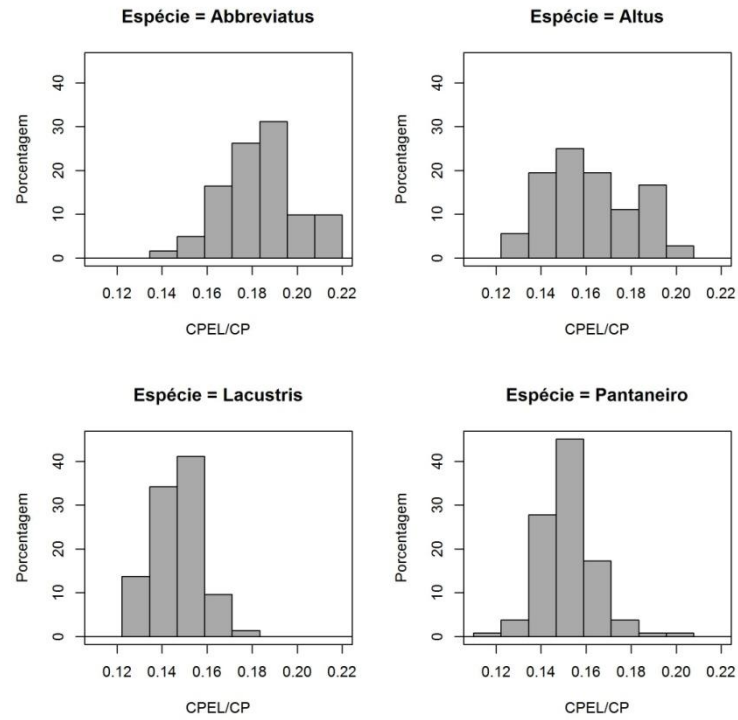 Espécie = Abbreviatus
Porcentagem
40
30
20
10
0
0.12 0.14 0.16 0.18 0.20 0.22
CPEL/CP
Espécie = Altus
Porcentagem
40
30
20
10
0
0.12 0.14 0.16 0.18 0.20 0.22
CPEL/CP
Espécie = Lacustris
Porcentagem
40
30
20
10
0
0.12 0.14 0.16 0.18 0.20 0.22
CPEL/CP
Espécie = Pantaneiro
Porcentagem
40
30
20
10
0
0.12 0.14 0.16 0.18 0.20 0.22
CPEL/CP